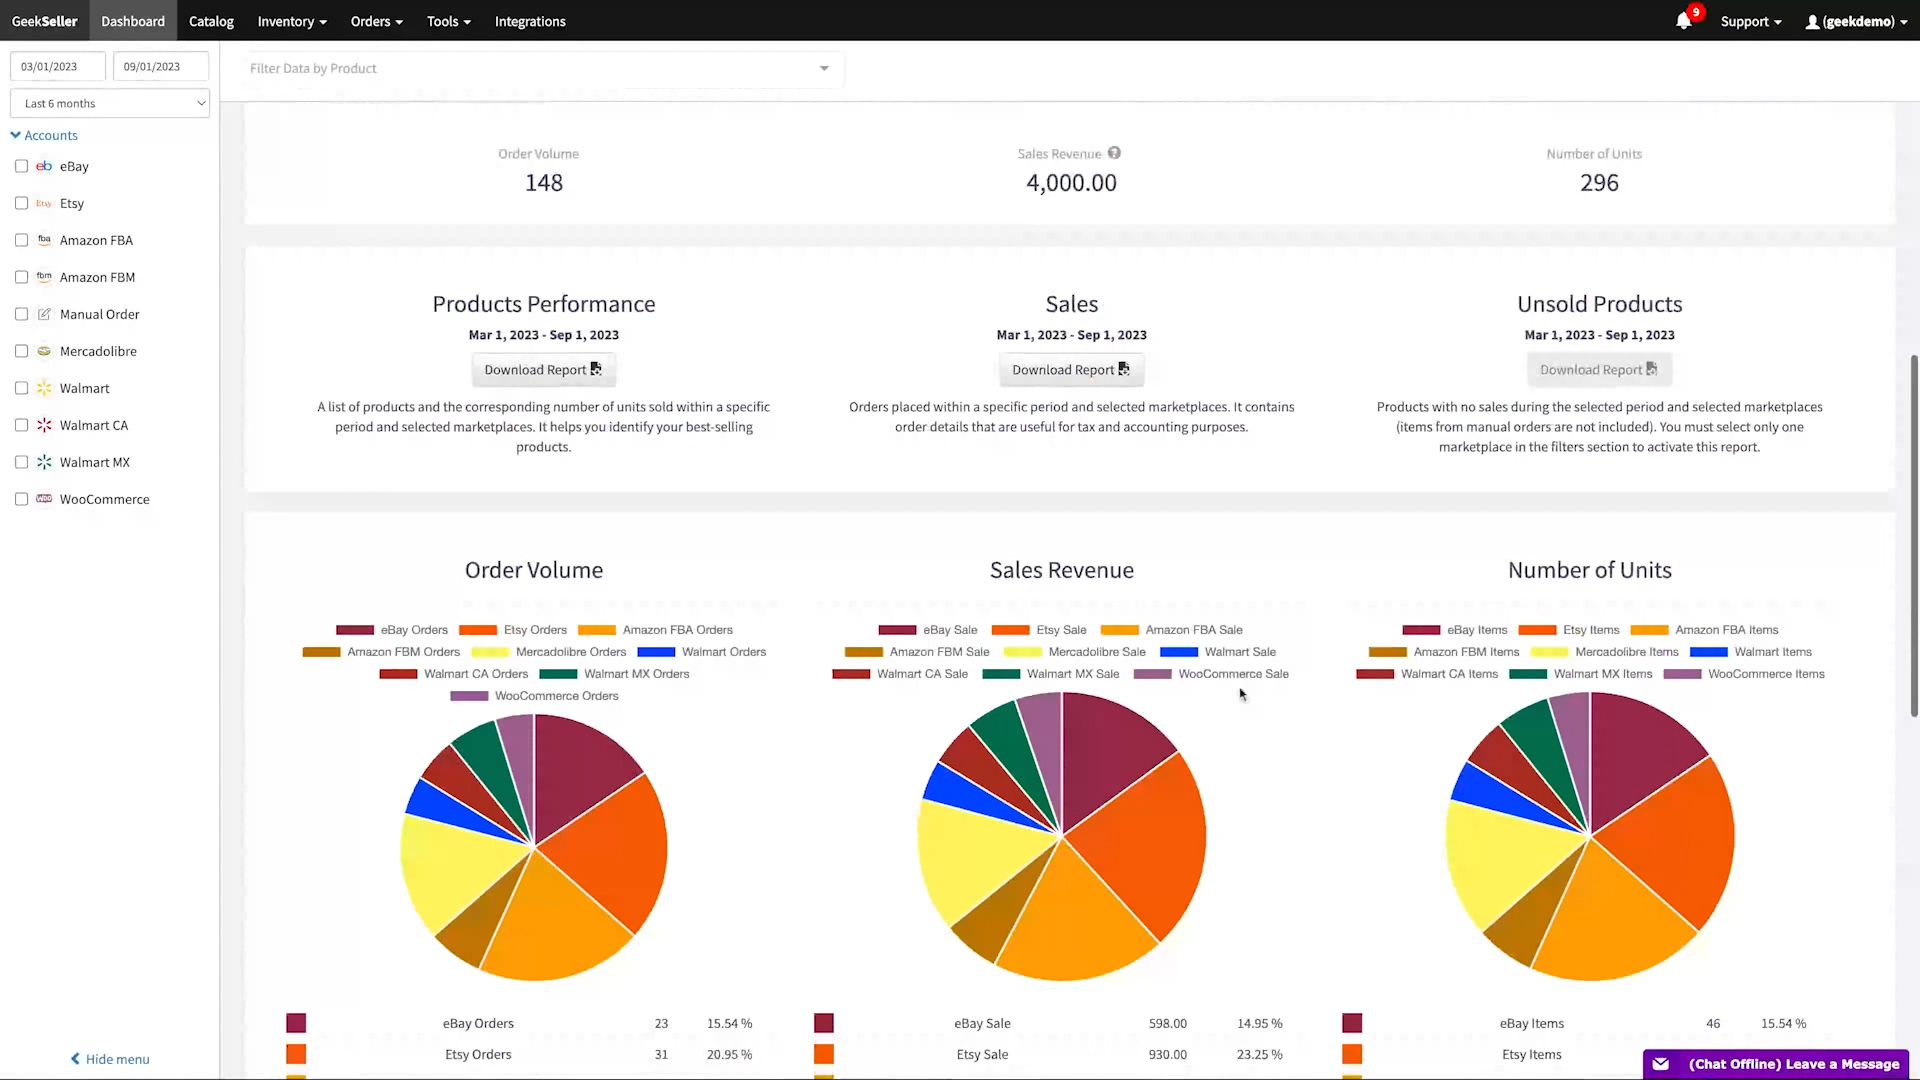 GeekSeller Dashboard Catalog Inventory Orders Tools Integrations 9 Support (geekdemo)
03/01/2023 09/01/2023
Last 6 months
Accounts
eb eBay
Etsy Etsy
fba Amazon FBA
fbm Amazon FBM
Manual Order
Mercadolibre
Walmart
Walmart CA
Walmart MX
WOO WooCommerce
Hide menu
Filter Data by Product
Order Volume
148
Sales Revenue ?
4,000.00
Number of Units
296
Products Performance
Mar 1, 2023 - Sep 1, 2023
Download Report
A list of products and the corresponding number of units sold within a specific
period and selected marketplaces. It helps you identify your best-selling
products.
Sales
Mar 1, 2023 - Sep 1, 2023
Download Report
Orders placed within a specific period and selected marketplaces. It contains
order details that are useful for tax and accounting purposes.
Unsold Products
Mar 1, 2023 - Sep 1, 2023
Download Report
Products with no sales during the selected period and selected marketplaces
(items from manual orders are not included). You must select only one
marketplace in the filters section to activate this report.
Order Volume
eBay Orders Etsy Orders Amazon FBA Orders
Amazon FBM Orders Mercadolibre Orders Walmart Orders
Walmart CA Orders Walmart MX Orders
WooCommerce Orders
eBay Orders 23 15.54 %
Etsy Orders 31 20.95 %
Sales Revenue
eBay Sale Etsy Sale Amazon FBA Sale
Amazon FBM Sale Mercadolibre Sale Walmart Sale
Walmart CA Sale Walmart MX Sale WooCommerce Sale
eBay Sale 598.00 14.95 %
Etsy Sale 930.00 23.25 %
Number of Units
eBay Items Etsy Items Amazon FBA Items
Amazon FBM Items Mercadolibre Items Walmart Items
Walmart CA Items Walmart MX Items WooCommerce Items
eBay Items 46 15.54 %
Etsy Items
(Chat Offline) Leave a Message